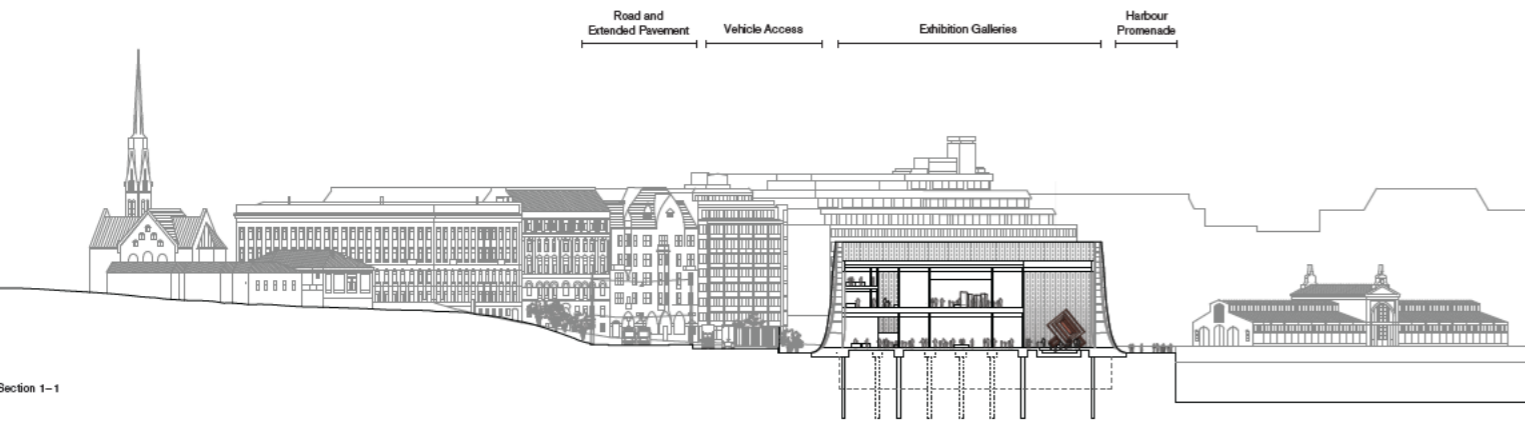 Road and
Extended Pavement
Vehicle Access
Exhibition Galleries
Harbour
Promenade
Section 1–1